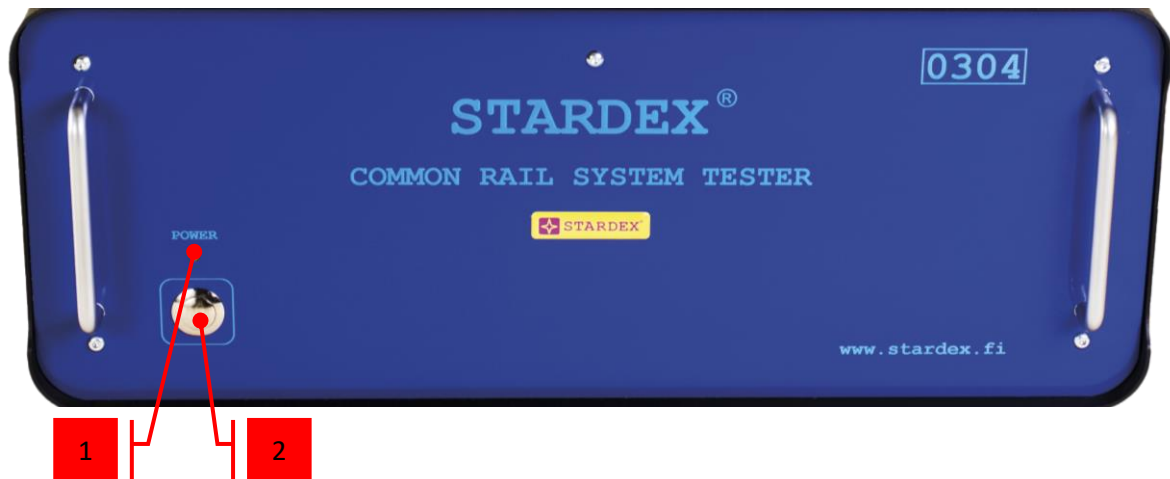 0304
STARDEX®
COMMON RAIL SYSTEM TESTER
STARDEX
POWER
www.stardex.fi
1
2